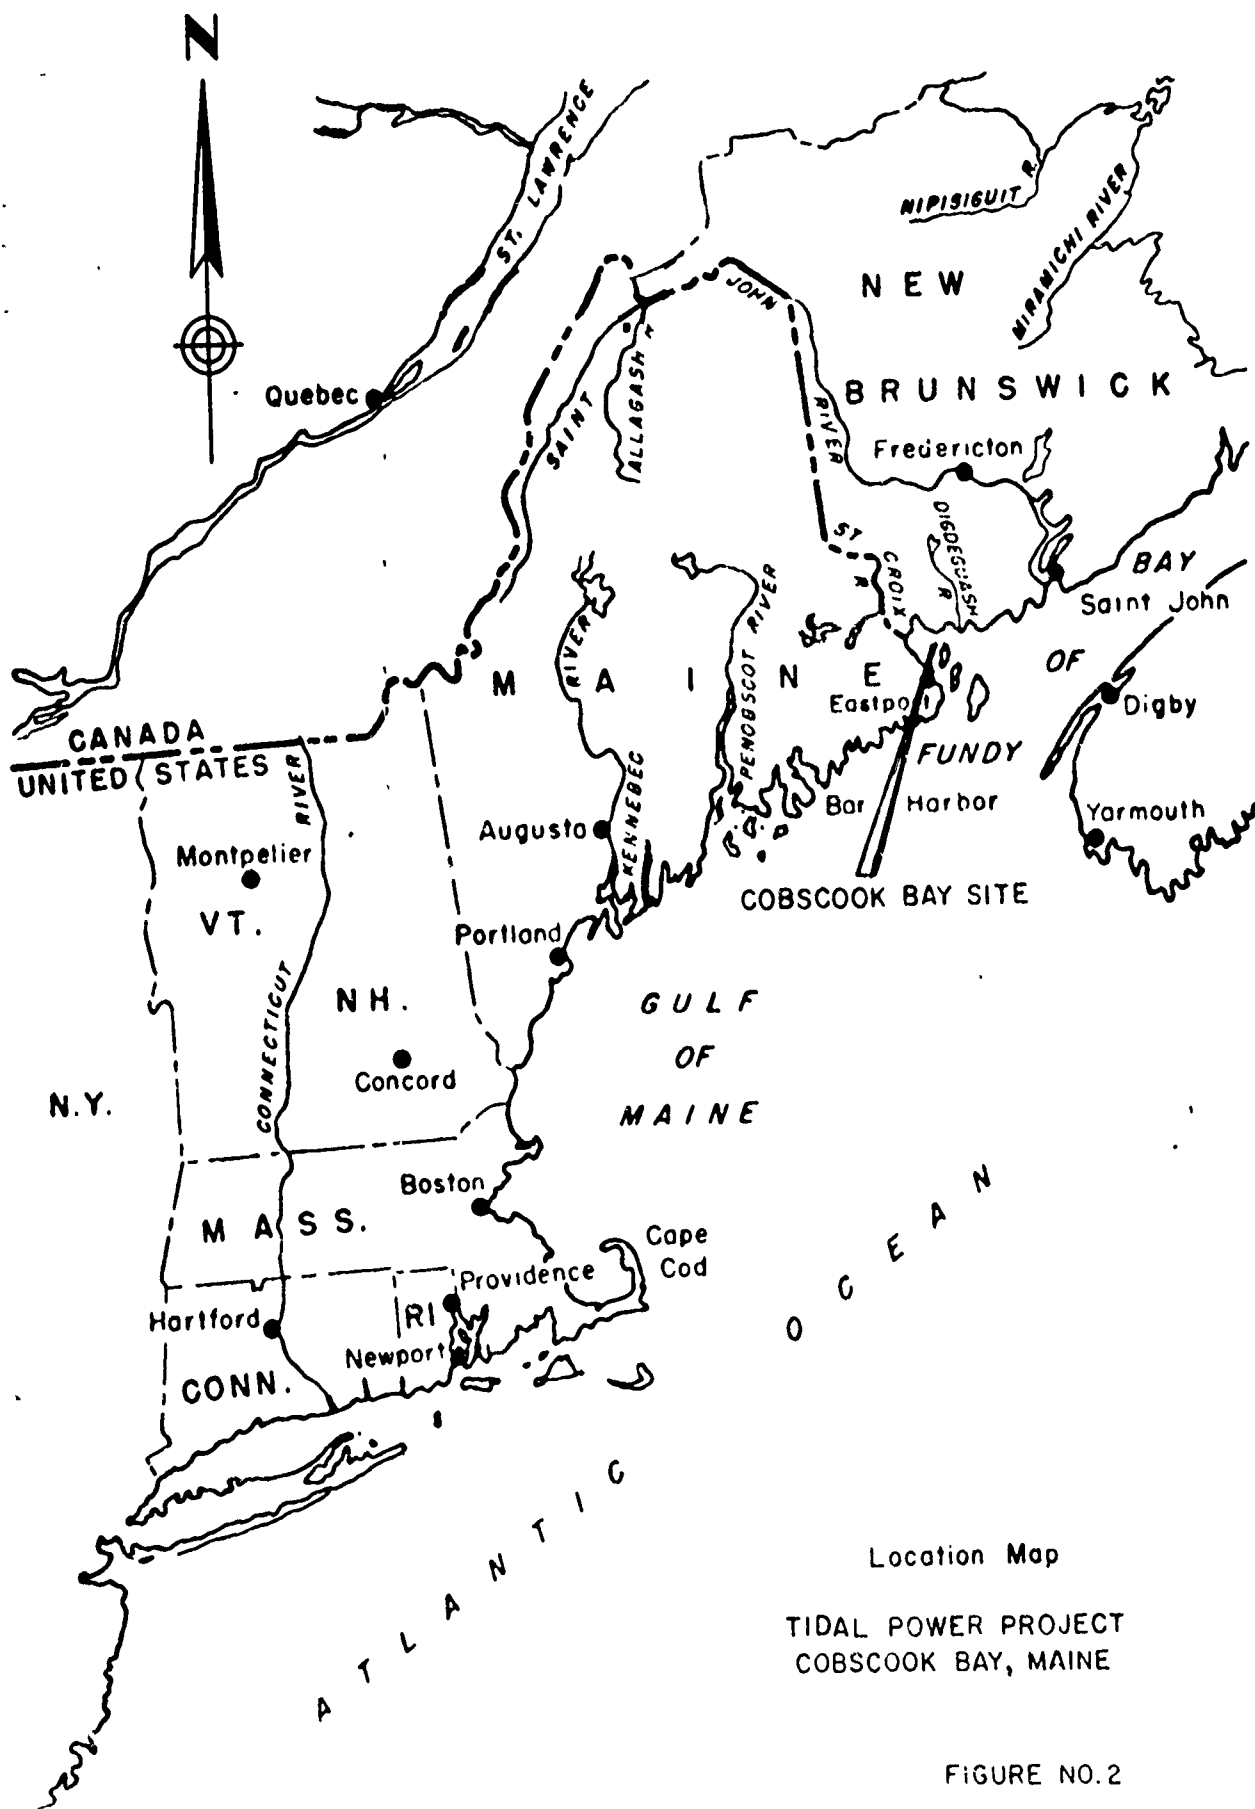 N
ST. LAWRENCE
NIPISIGUIT R.
MIRAMICHI RIVER
NEW
BRUNSWICK
SAINT
JOHN
RIVER
ALLAGASH R
Quebec
Fredericton
ST
CROIX
R
DIGDEGUASH
R
BAY
Saint John
OF
FUNDY
Digby
Yarmouth
MAINE
RIVER
KENNEBEC
PENOBSCOT RIVER
Eastport
Bar Harbor
COBSCOOK BAY SITE
CANADA
UNITED STATES
RIVER
CONNECTICUT
Montpelier
VT.
Augusta
Portland
NH.
Concord
GULF
OF
MAINE
N.Y.
Boston
MASS.
Cape
Cod
Providence
Hartford
RI
Newport
CONN.
ATLANTIC OCEAN
Location Map
TIDAL POWER PROJECT
COBSCOOK BAY, MAINE
FIGURE NO. 2